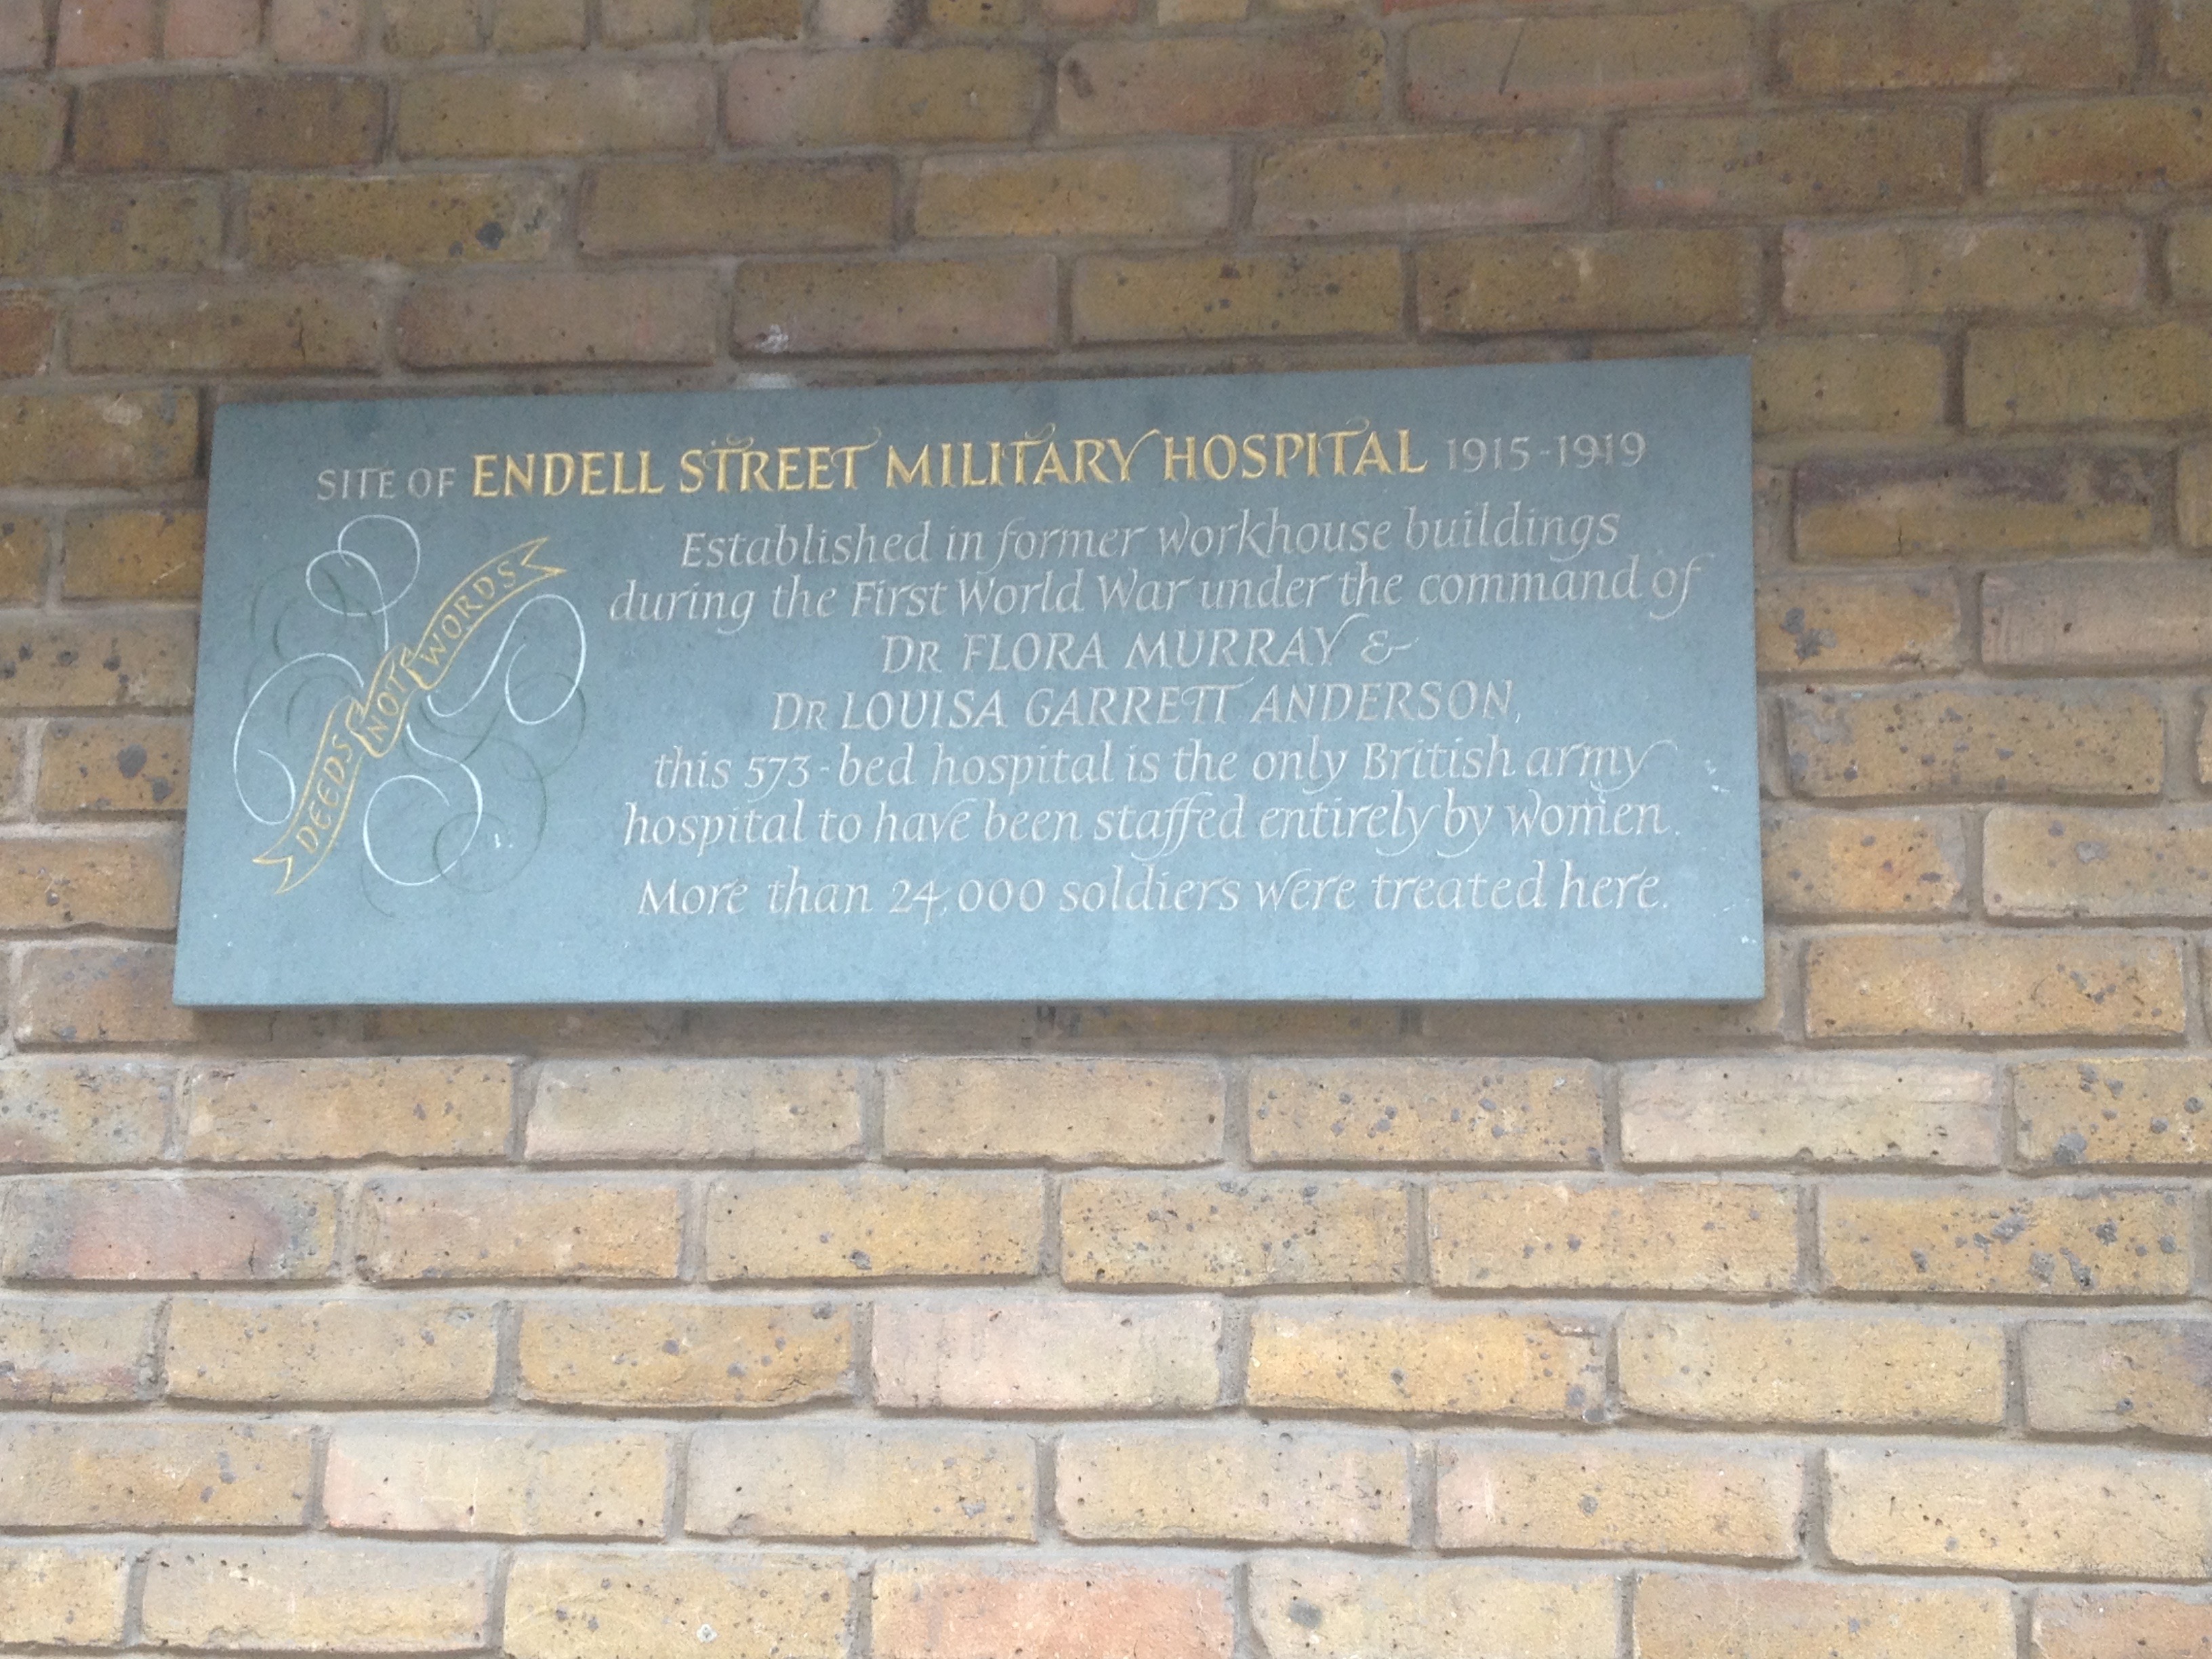 SITE OF ENDELL STREET MILITARY HOSPITAL 1915-1919
DEEDS NOT WORDS
Established in former workhouse buildings
during the First World War under the command of
DR FLORA MURRAY &
DR LOUISA GARRETT ANDERSON,
this 573-bed hospital is the only British army
hospital to have been staffed entirely by women.
More than 24,000 soldiers were treated here.